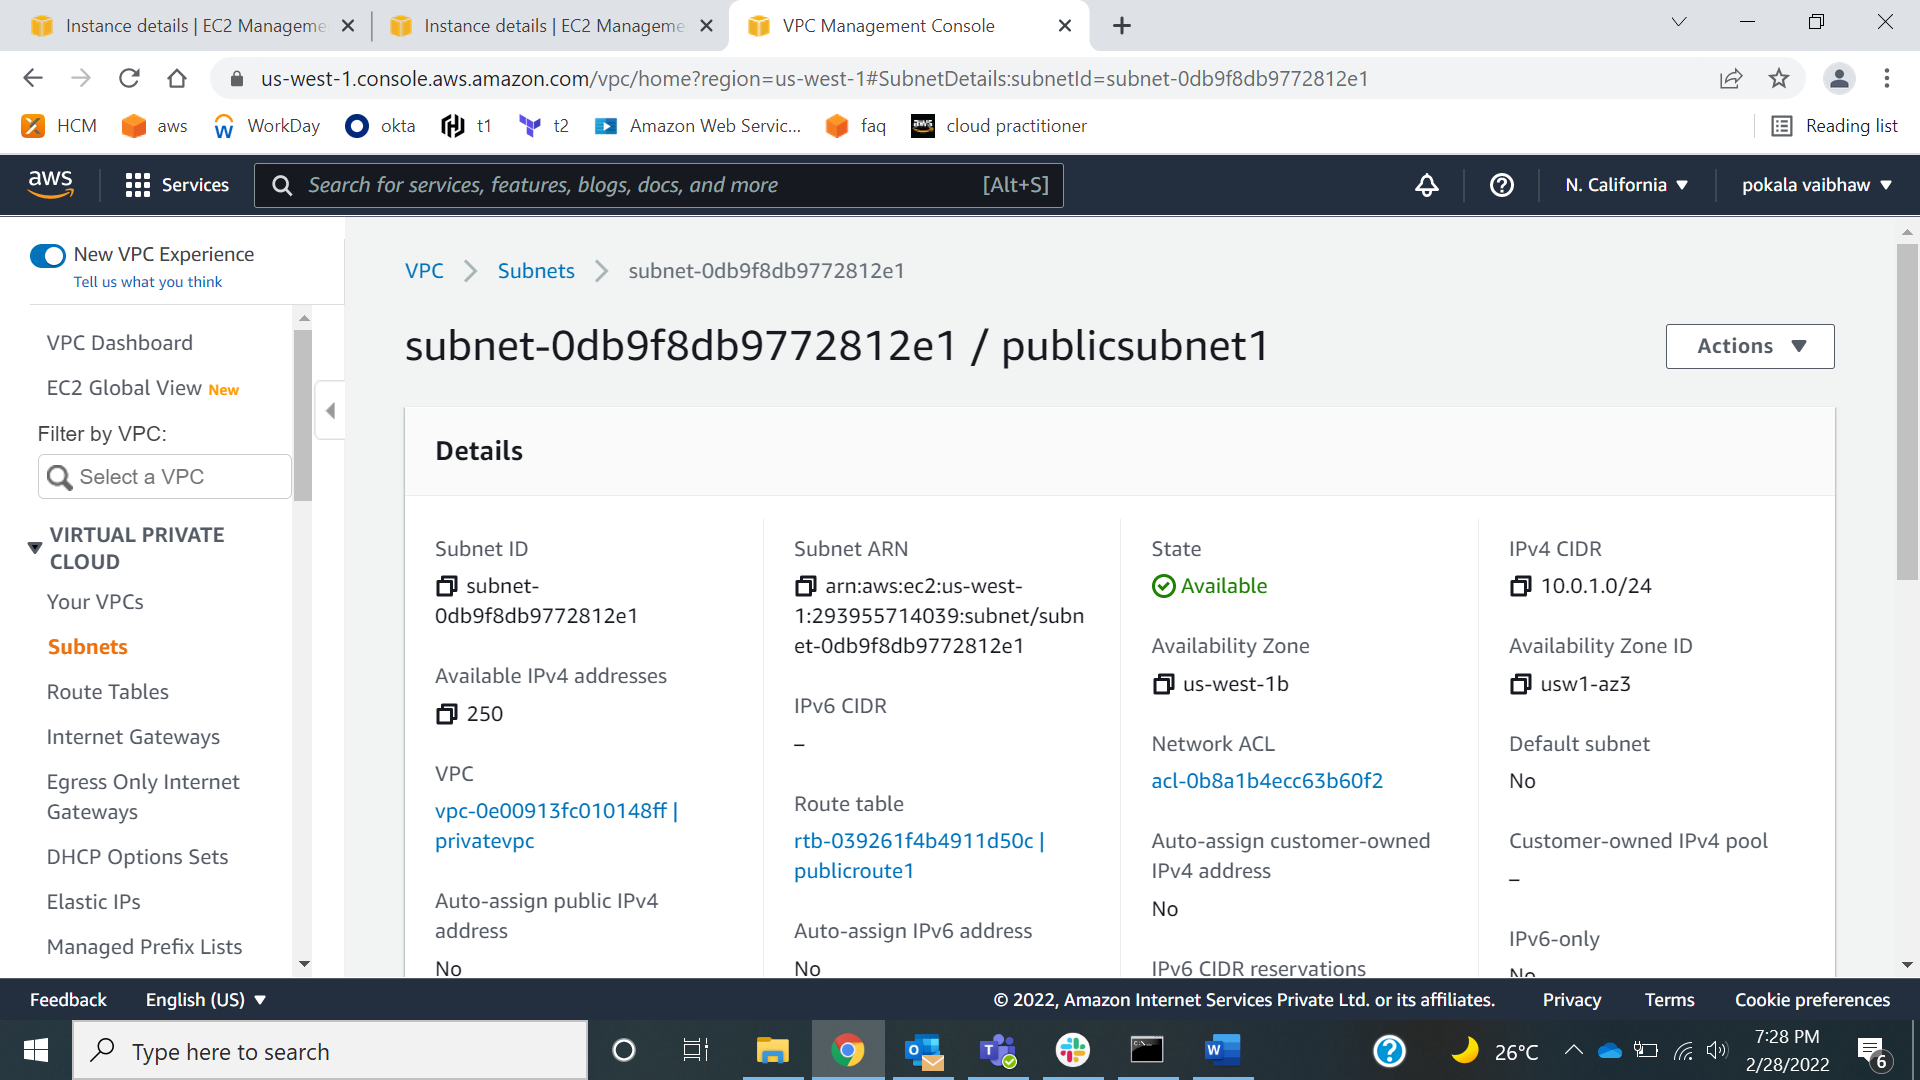 Instance details | EC2 Manageme
Instance details | EC2 Manageme
VPC Management Console
us-west-1.console.aws.amazon.com/vpc/home?region=us-west-1#SubnetDetails:subnetId=subnet-0db9f8db9772812e1
HCM
aws
WorkDay
okta
t1
t2
Amazon Web Servic...
faq
cloud practitioner
Reading list
aws
Services
Search for services, features, blogs, docs, and more
[Alt+S]
N. California
pokala vaibhaw
New VPC Experience
Tell us what you think
VPC Dashboard
EC2 Global View New
Filter by VPC:
Select a VPC
VIRTUAL PRIVATE
CLOUD
Your VPCs
Subnets
Route Tables
Internet Gateways
Egress Only Internet
Gateways
DHCP Options Sets
Elastic IPs
Managed Prefix Lists
VPC
Subnets
subnet-0db9f8db9772812e1
subnet-0db9f8db9772812e1 / publicsubnet1
Actions
Details
Subnet ID
subnet-
0db9f8db9772812e1
Available IPv4 addresses
250
VPC
vpc-0e00913fc010148ff |
privatevpc
Auto-assign public IPv4
address
No
Subnet ARN
arn:aws:ec2:us-west-
1:293955714039:subnet/subn
et-0db9f8db9772812e1
IPv6 CIDR
–
Route table
rtb-039261f4b4911d50c |
publicroute1
Auto-assign IPv6 address
No
State
Available
Availability Zone
us-west-1b
Network ACL
acl-0b8a1b4ecc63b60f2
Auto-assign customer-owned
IPv4 address
No
IPv6 CIDR reservations
IPv4 CIDR
10.0.1.0/24
Availability Zone ID
usw1-az3
Default subnet
No
Customer-owned IPv4 pool
–
IPv6-only
No
Feedback
English (US)
© 2022, Amazon Internet Services Private Ltd. or its affiliates.
Privacy
Terms
Cookie preferences
Type here to search
26°C
7:28 PM
2/28/2022
6